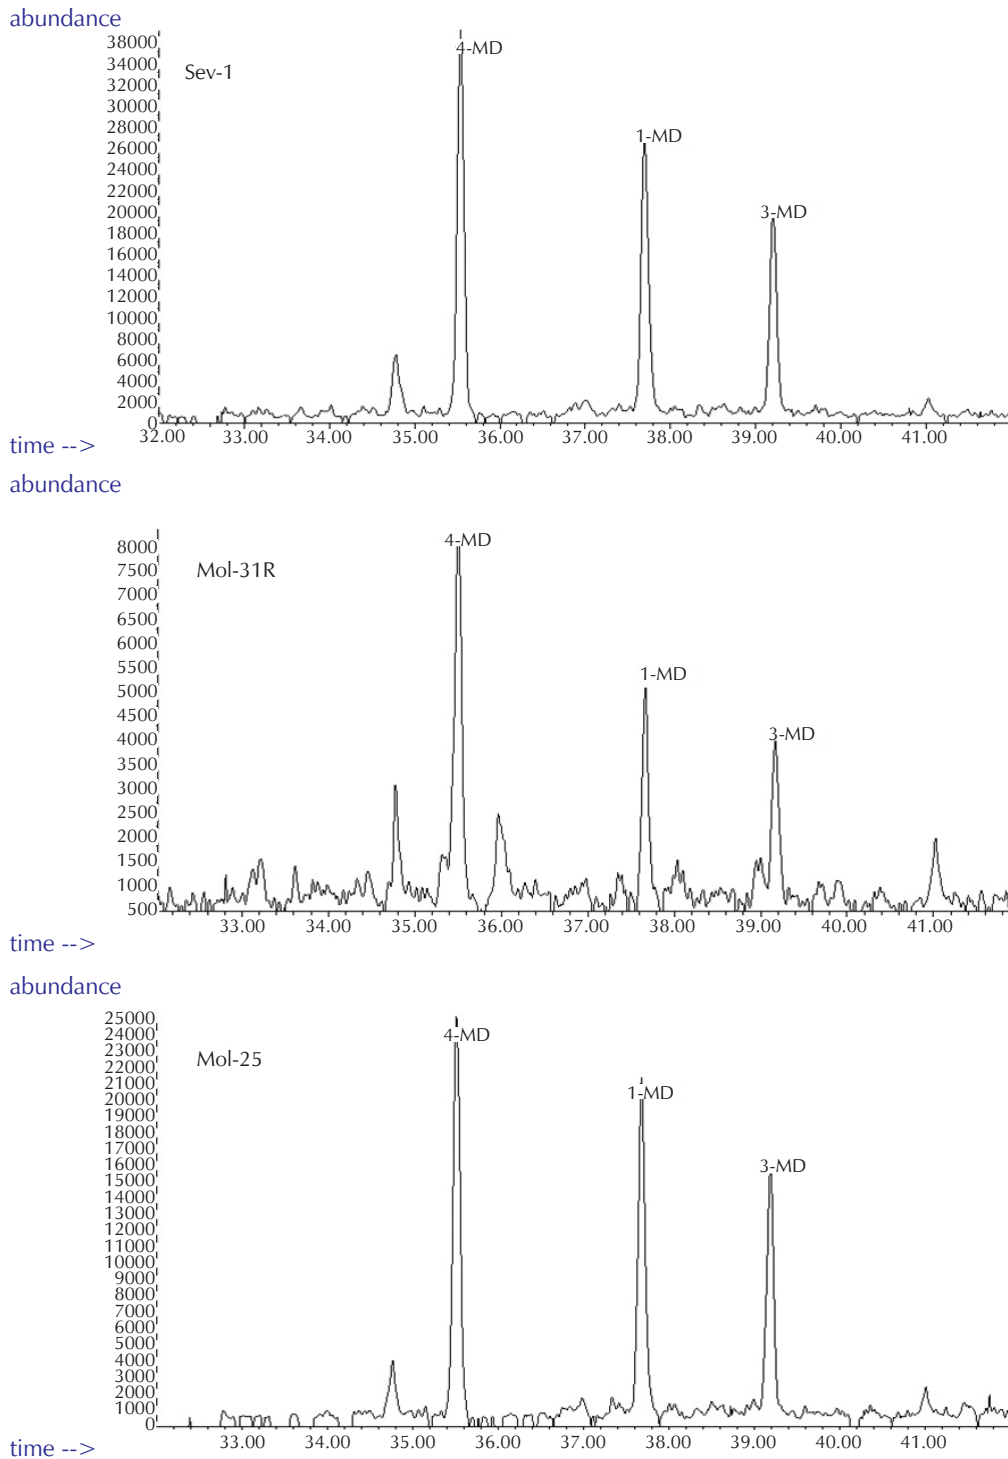 abundance
38000
34000
32000
30000
28000
26000
24000
22000
20000
18000
16000
14000
12000
10000
8000
6000
4000
2000
0
Sev-1
4-MD
1-MD
3-MD
32.00 33.00 34.00 35.00 36.00 37.00 38.00 39.00 40.00 41.00
time -->
abundance
8000
7500
7000
6500
6000
5500
5000
4500
4000
3500
3000
2500
2000
1500
1000
500
Mol-31R
4-MD
1-MD
3-MD
33.00 34.00 35.00 36.00 37.00 38.00 39.00 40.00 41.00
time -->
abundance
25000
24000
23000
22000
21000
20000
19000
18000
17000
16000
15000
14000
13000
12000
11000
10000
9000
8000
7000
6000
5000
4000
3000
2000
1000
0
Mol-25
4-MD
1-MD
3-MD
33.00 34.00 35.00 36.00 37.00 38.00 39.00 40.00 41.00
time -->